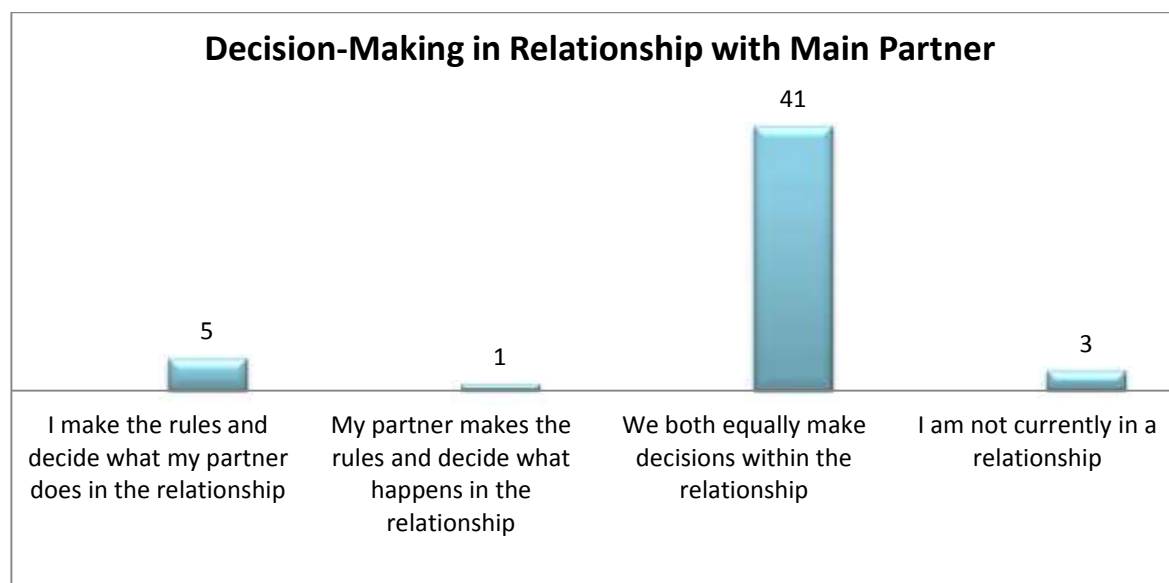 Decision-Making in Relationship with Main Partner
41
5
1
3
I make the rules and
decide what my partner
does in the relationship
My partner makes the
rules and decide what
happens in the
relationship
We both equally make
decisions within the
relationship
I am not currently in a
relationship